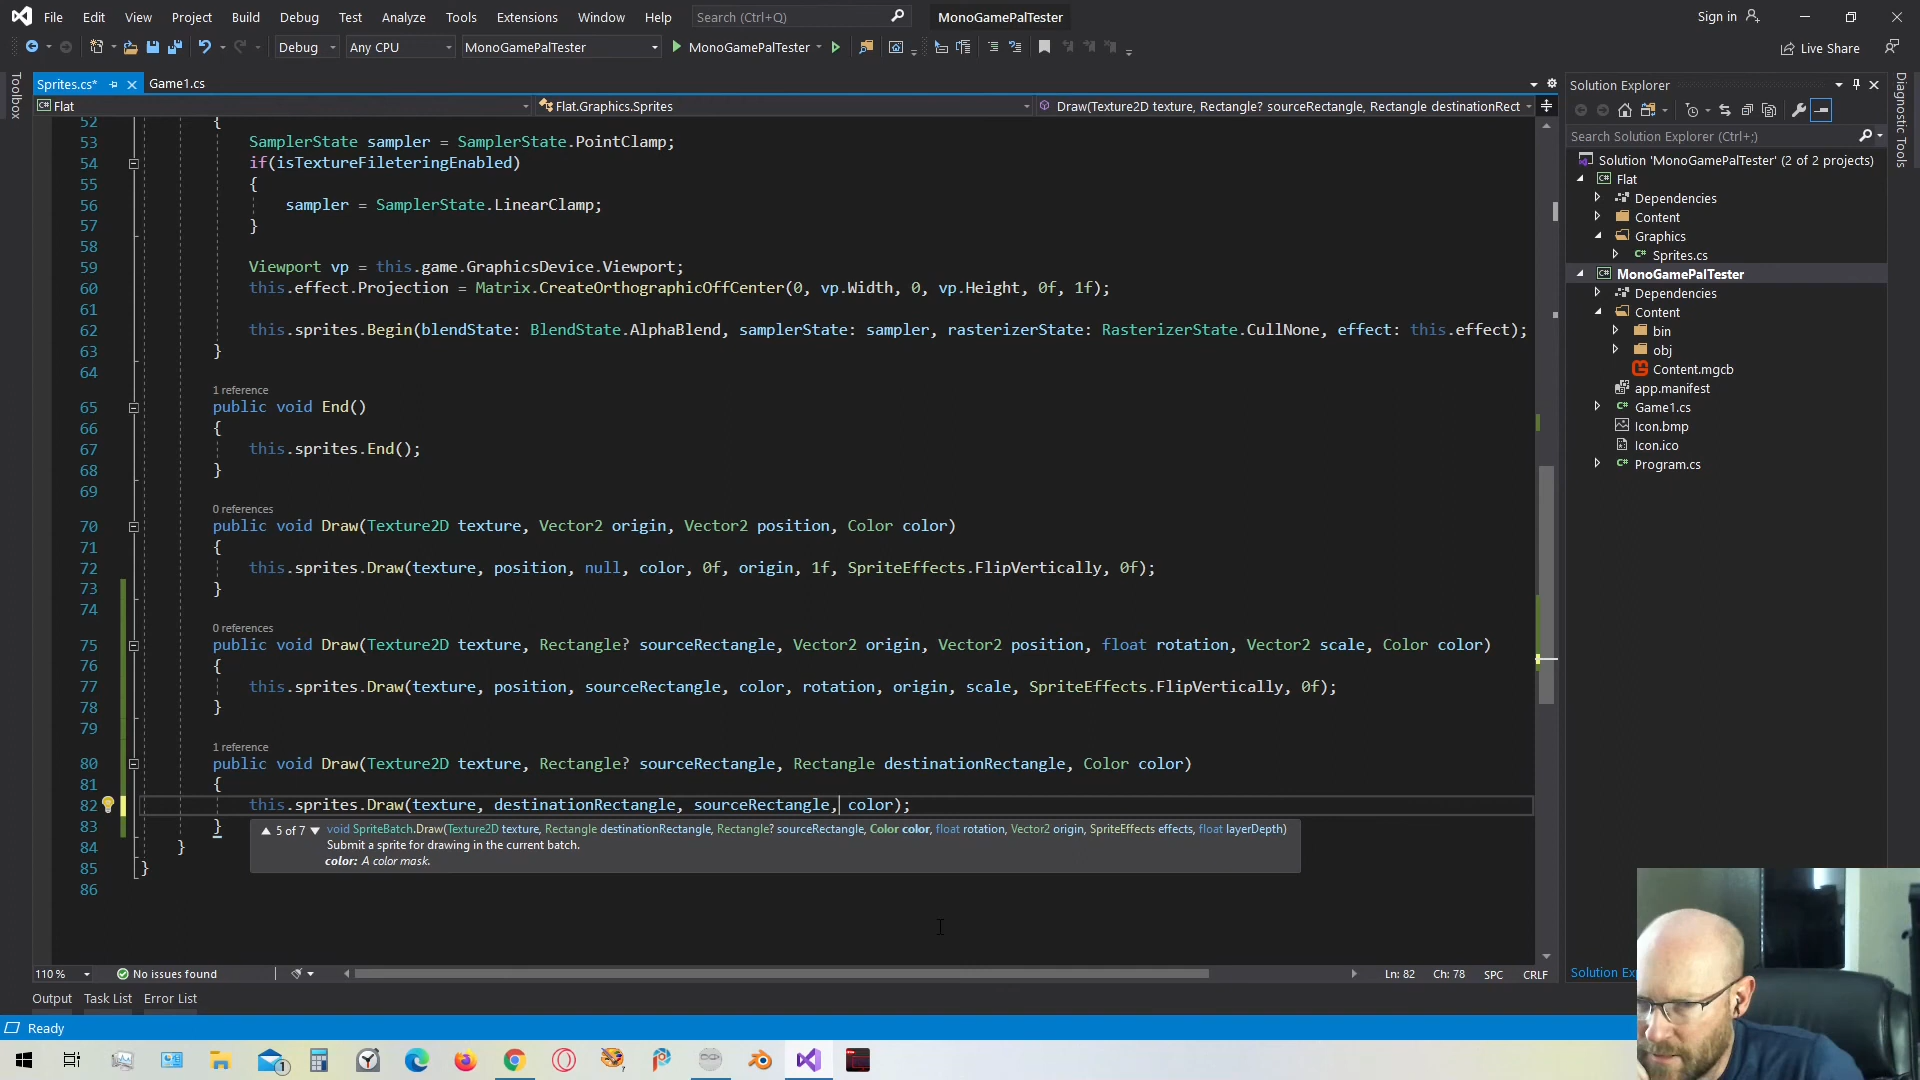 File Edit View Project Build Debug Test Analyze Tools Extensions Window Help Search (Ctrl+Q) MonoGamePalTester Sign in
Debug Any CPU MonoGamePalTester MonoGamePalTester Live Share
Toolbox
Sprites.cs* Game1.cs
Flat Flat.Graphics.Sprites Draw(Texture2D texture, Rectangle? sourceRectangle, Rectangle destinationRect
52 {
53 SamplerState sampler = SamplerState.PointClamp;
54 if(isTextureFileteringEnabled)
55 {
56 sampler = SamplerState.LinearClamp;
57 }
58
59 Viewport vp = this.game.GraphicsDevice.Viewport;
60 this.effect.Projection = Matrix.CreateOrthographicOffCenter(0, vp.Width, 0, vp.Height, 0f, 1f);
61
62 this.sprites.Begin(blendState: BlendState.AlphaBlend, samplerState: sampler, rasterizerState: RasterizerState.CullNone, effect: this.effect);
63 }
64
1 reference
65 public void End()
66 {
67 this.sprites.End();
68 }
69
0 references
70 public void Draw(Texture2D texture, Vector2 origin, Vector2 position, Color color)
71 {
72 this.sprites.Draw(texture, position, null, color, 0f, origin, 1f, SpriteEffects.FlipVertically, 0f);
73 }
74
0 references
75 public void Draw(Texture2D texture, Rectangle? sourceRectangle, Vector2 origin, Vector2 position, float rotation, Vector2 scale, Color color)
76 {
77 this.sprites.Draw(texture, position, sourceRectangle, color, rotation, origin, scale, SpriteEffects.FlipVertically, 0f);
78 }
79
1 reference
80 public void Draw(Texture2D texture, Rectangle? sourceRectangle, Rectangle destinationRectangle, Color color)
81 {
82 this.sprites.Draw(texture, destinationRectangle, sourceRectangle, color);
83 }
▲ 5 of 7 ▼ void SpriteBatch.Draw(Texture2D texture, Rectangle destinationRectangle, Rectangle? sourceRectangle, Color color, float rotation, Vector2 origin, SpriteEffects effects, float layerDepth)
Submit a sprite for drawing in the current batch.
color: A color mask.
84 }
85 }
86
110 % No issues found Ln: 82 Ch: 78 SPC CRLF
Output Task List Error List
Ready
Solution Explorer
Search Solution Explorer (Ctrl+;)
Solution 'MonoGamePalTester' (2 of 2 projects)
Flat
Dependencies
Content
Graphics
Sprites.cs
MonoGamePalTester
Dependencies
Content
bin
obj
Content.mgcb
app.manifest
Game1.cs
Icon.bmp
Icon.ico
Program.cs
Diagnostic Tools